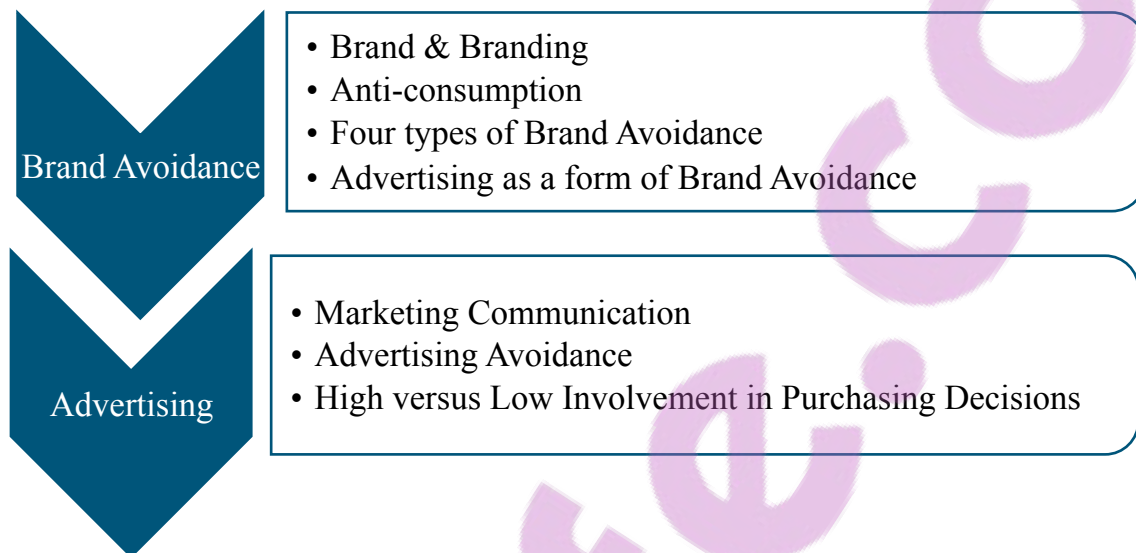 Brand Avoidance
• Brand & Branding
• Anti-consumption
• Four types of Brand Avoidance
• Advertising as a form of Brand Avoidance
Advertising
• Marketing Communication
• Advertising Avoidance
• High versus Low Involvement in Purchasing Decisions